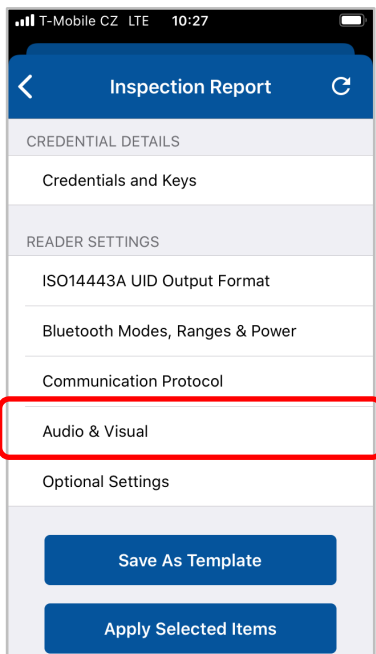 T-Mobile CZ LTE 10:27
Inspection Report
CREDENTIAL DETAILS
Credentials and Keys
READER SETTINGS
ISO14443A UID Output Format
Bluetooth Modes, Ranges & Power
Communication Protocol
Audio & Visual
Optional Settings
Save As Template
Apply Selected Items